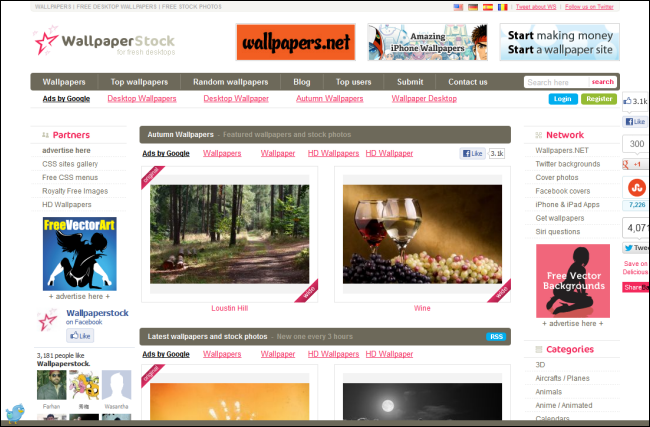 WALLPAPERS | FREE DESKTOP WALLPAPERS | FREE STOCK PHOTOS
Tweet about WS | Follow us on Twitter
WallpaperStock
for fresh desktops
wallpapers.net
Amazing
iPhone Wallpapers
Start making money
Start a wallpaper site
Wallpapers Top wallpapers Random wallpapers Blog Top users Submit Contact us
Search here search
Ads by Google Desktop Wallpapers Desktop Wallpaper Autumn Wallpapers Wallpaper Desktop
Login Register
Partners
advertise here
CSS sites gallery
Free CSS menus
Royalty Free Images
HD Wallpapers
FreeVectorArt
+ advertise here +
Wallpaperstock
on Facebook
Like
3,181 people like
Wallpaperstock.
Farhan Wasantha
Autumn Wallpapers - Featured wallpapers and stock photos
Ads by Google Wallpapers Wallpaper HD Wallpapers HD Wallpaper
Like 3.1k
original
wide
Loustin Hill
wide
Wine
Latest wallpapers and stock photos - New one every 3 hours
RSS
Ads by Google Wallpapers Wallpaper HD Wallpapers HD Wallpaper
original
Network
Wallpapers.NET
Twitter backgrounds
Cover photos
Facebook covers
iPhone & iPad Apps
Get wallpapers
Siri questions
Free Vector
Backgrounds
+ advertise here +
Categories
3D
Aircrafts / Planes
Animals
Anime / Animated
Calendars
3.1k
Like
300
+1
7,226
4,071
Tweet
Save on
Delicious
Share